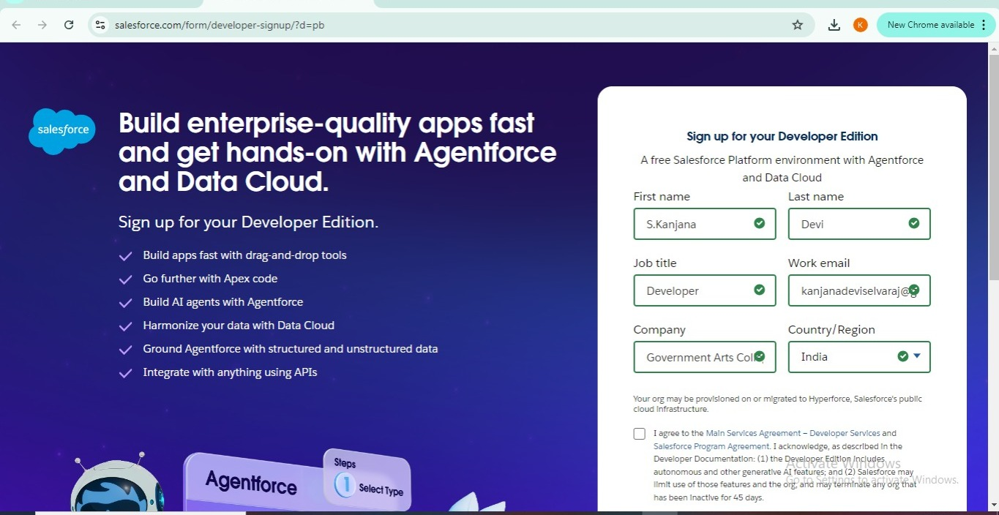 salesforce.com/form/developer-signup/?d=pb
K
New Chrome available
salesforce
Build enterprise-quality apps fast
and get hands-on with Agentforce
and Data Cloud.
Sign up for your Developer Edition.
Build apps fast with drag-and-drop tools
Go further with Apex code
Build AI agents with Agentforce
Harmonize your data with Data Cloud
Ground Agentforce with structured and unstructured data
Integrate with anything using APIs
Agentforce
Steps
1 Select Type
Sign up for your Developer Edition
A free Salesforce Platform environment with Agentforce
and Data Cloud
First name Last name
S.Kanjana Devi
Job title Work email
Developer kanjanadeviselvaraj@g
Company Country/Region
Government Arts India
Your org may be provisioned on or migrated to Hyperforce, Salesforce's public
cloud infrastructure.
I agree to the Main Services Agreement – Developer Services and
Salesforce Program Agreement. I acknowledge, as described in the
Developer Documentation: (1) the Developer Edition includes
autonomous and other generative AI features; and (2) Salesforce may
limit use of those features and the org, and may terminate any org that
has been inactive for 45 days.
Activate Windows
Go to Settings to activate Windows.